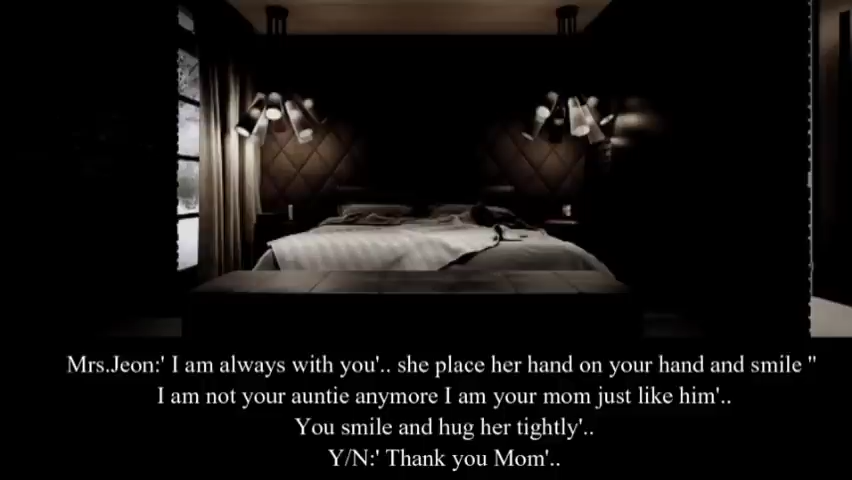 Mrs.Jeon:' I am always with you'.. she place her hand on your hand and smile "
I am not your auntie anymore I am your mom just like him'..
You smile and hug her tightly'..
Y/N:' Thank you Mom'..